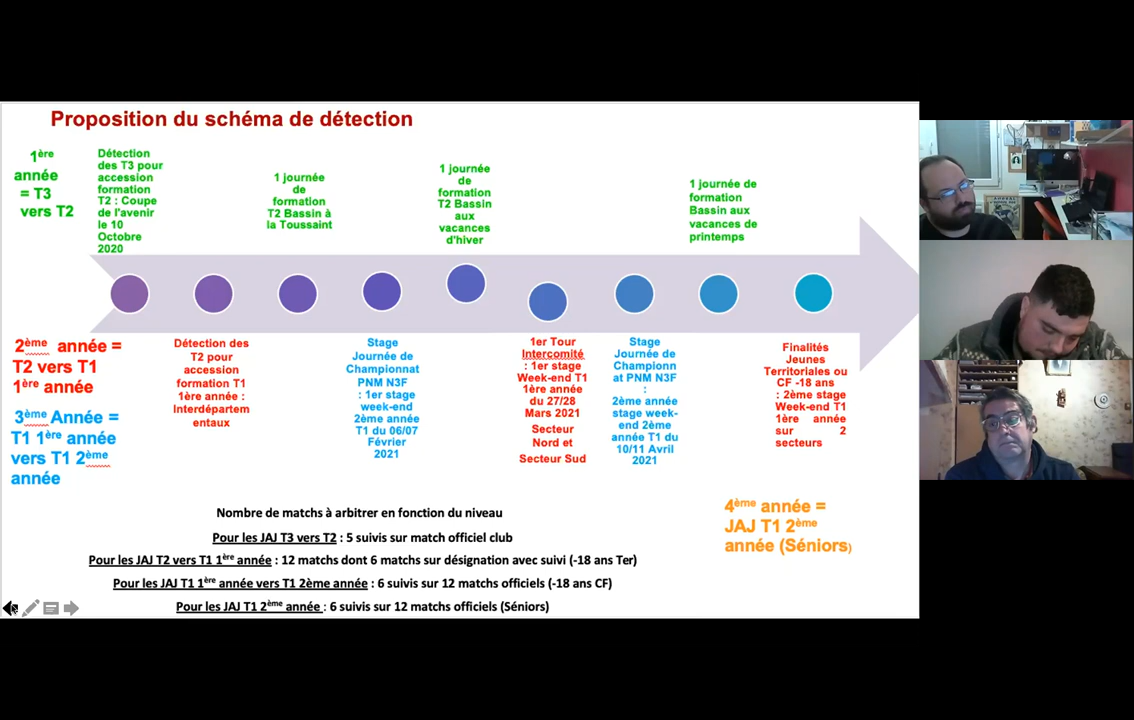 Proposition du schéma de détection
1ère
année
= T3
vers T2
Détection
des T3 pour
accession
formation
T2 : Coupe
de l'avenir
le 10
Octobre
2020
1 journée
de
formation
T2 Bassin à
la Toussaint
1 journée
de
formation
T2 Bassin
aux
vacances
d'hiver
1 journée de
formation
Bassin aux
vacances de
printemps
2ème année =
T2 vers T1
1ère année
3ème Année =
T1 1ère année
vers T1 2ème
année
Détection des
T2 pour
accession
formation T1
1ère année :
Interdépartem
entaux
Stage
Journée de
Championnat
PNM N3F
: 1er stage
week-end
2ème année
T1 du 06/07
Février
2021
1er Tour
Intercomité
: 1er stage
Week-end T1
1ère année
du 27/28
Mars 2021
Secteur
Nord et
Secteur Sud
Stage
Journée de
Championn
at PNM N3F
:
2ème année
stage week-
end 2ème
année T1 du
10/11 Avril
2021
Finalités
Jeunes
Territoriales ou
CF -18 ans
: 2ème stage
Week-end T1
1ère année
sur 2
secteurs
4ème année =
JAJ T1 2ème
année (Séniors)
Nombre de matchs à arbitrer en fonction du niveau
Pour les JAJ T3 vers T2 : 5 suivis sur match officiel club
Pour les JAJ T2 vers T1 1ère année : 12 matchs dont 6 matchs sur désignation avec suivi (-18 ans Ter)
Pour les JAJ T1 1ère année vers T1 2ème année : 6 suivis sur 12 matchs officiels (-18 ans CF)
Pour les JAJ T1 2ème année : 6 suivis sur 12 matchs officiels (Séniors)